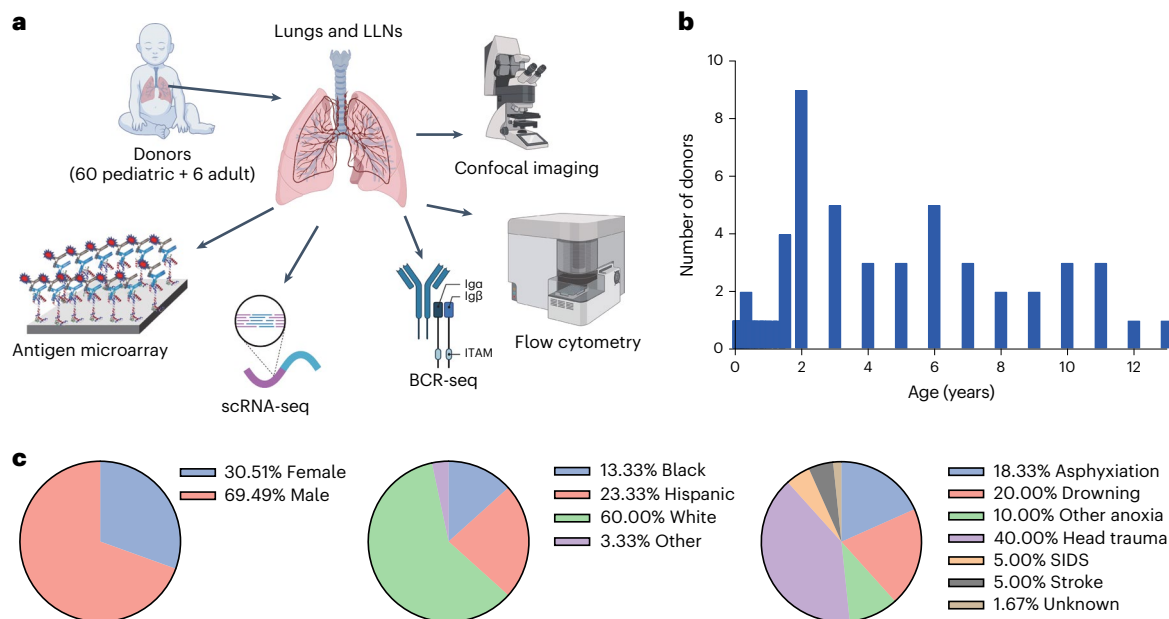 a
Lungs and LLNs
Donors
(60 pediatric + 6 adult)
Confocal imaging
Antigen microarray
scRNA-seq
Igα
Igβ
ITAM
BCR-seq
Flow cytometry
b
Number of donors
10
8
6
4
2
0
0 2 4 6 8 10 12
Age (years)
c
30.51% Female
69.49% Male
13.33% Black
23.33% Hispanic
60.00% White
3.33% Other
18.33% Asphyxiation
20.00% Drowning
10.00% Other anoxia
40.00% Head trauma
5.00% SIDS
5.00% Stroke
1.67% Unknown